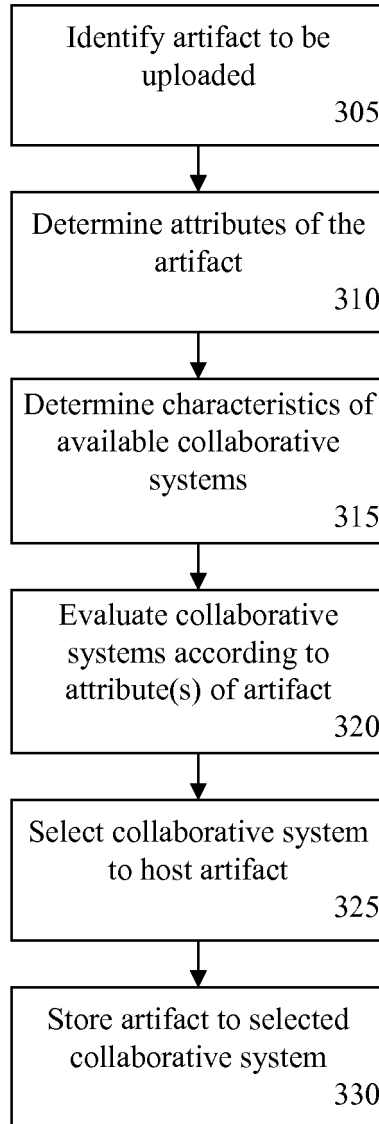 Identify artifact to be
uploaded
305
Determine attributes of the
artifact
310
Determine characteristics of
available collaborative
systems
315
Evaluate collaborative
systems according to
attribute(s) of artifact
320
Select collaborative system
to host artifact
325
Store artifact to selected
collaborative system
330